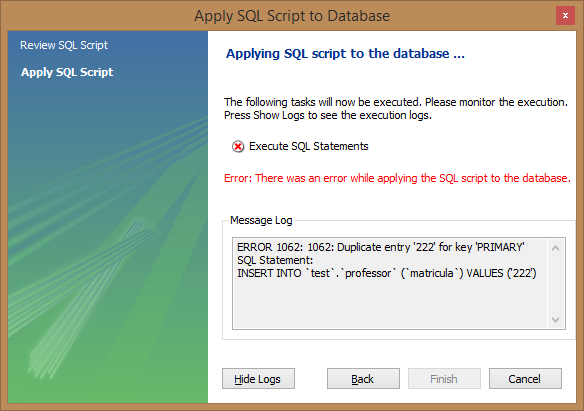 Apply SQL Script to Database
x
Review SQL Script
Apply SQL Script
Applying SQL script to the database ...
The following tasks will now be executed. Please monitor the execution.
Press Show Logs to see the execution logs.
Execute SQL Statements
Error: There was an error while applying the SQL script to the database.
Message Log
ERROR 1062: 1062: Duplicate entry '222' for key 'PRIMARY'
SQL Statement:
INSERT INTO `test`.`professor` (`matricula`) VALUES ('222')
Hide Logs
Back
Finish
Cancel